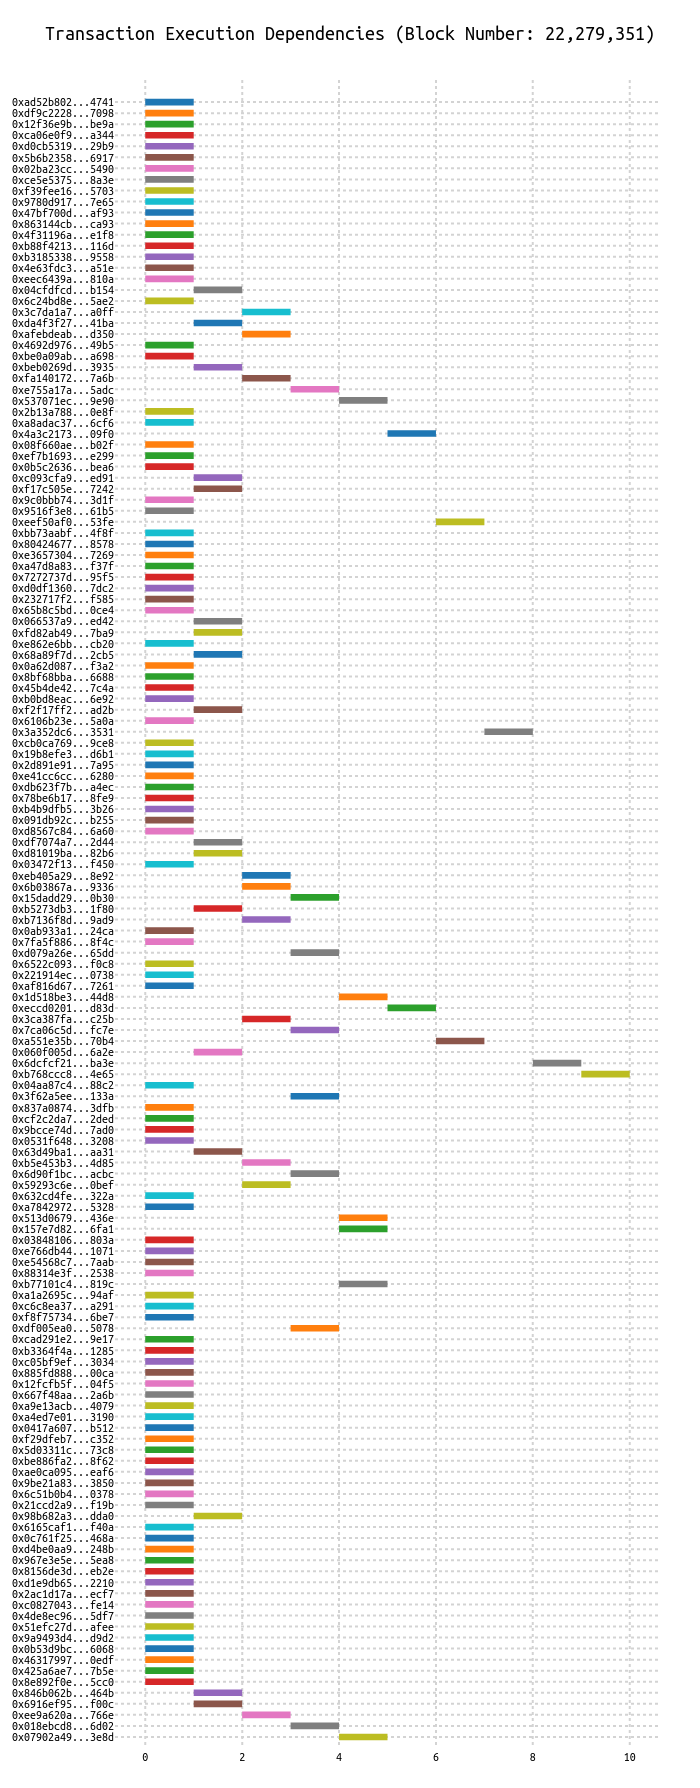 Transaction Execution Dependencies (Block Number: 22,279,351)
0xad52b802...4741
0xdf9c2228...7098
0x12f36e9b...be9a
0xca06e0f9...a344
0xd0cb5319...29b9
0x5b6b2358...6917
0x02ba23cc...5490
0xce5e5375...8a3e
0xf39fee16...5703
0x9780d917...7e65
0x47bf700d...af93
0x863144cb...ca93
0x4f31196a...e1f8
0xb88f4213...116d
0xb3185338...9558
0x4e63fdc3...a51e
0xeec6439a...810a
0x04cfdfcd...b154
0x6c24bd8e...5ae2
0x3c7da1a7...a0ff
0xda4f3f27...41ba
0xafebdeab...d350
0x4692d976...49b5
0xbe0a09ab...a698
0xbeb0269d...3935
0xfa140172...7a6b
0xe755a17a...5adc
0x537071ec...9e90
0x2b13a788...0e8f
0xa8adac37...6cf6
0x4a3c2173...09f0
0x08f660ae...b02f
0xef7b1693...e299
0x0b5c2636...bea6
0xc093cfa9...ed91
0xf17c505e...7242
0x9c0bbb74...3d1f
0x9516f3e8...61b5
0xeef50af0...53fe
0xbb73aabf...4f8f
0x80424677...8578
0xe3657304...7269
0xa47d8a83...f37f
0x7272737d...95f5
0xd0df1360...7dc2
0x232717f2...f585
0x65b8c5bd...0ce4
0x066537a9...ed42
0xfd82ab49...7ba9
0xe862e6bb...cb20
0x68a89f7d...2cb5
0x0a62d087...f3a2
0x8bf68bba...6688
0x45b4de42...7c4a
0xb0bd8eac...6e92
0xf2f17ff2...ad2b
0x6106b23e...5a0a
0x3a352dc6...3531
0xcb0ca769...9ce8
0x19b8efe3...d6b1
0x2d891e91...7a95
0xe41cc6cc...6280
0xdb623f7b...a4ec
0x78be6b17...8fe9
0xb4b9dfb5...3b26
0x091db92c...b255
0xd8567c84...6a60
0xdf7074a7...2d44
0xd81019ba...82b6
0x03472f13...f450
0xeb405a29...8e92
0x6b03867a...9336
0x15dadd29...0b30
0xb5273db3...1f80
0xb7136f8d...9ad9
0x0ab933a1...24ca
0x7fa5f886...8f4c
0xd079a26e...65dd
0x6522c093...f0c8
0x221914ec...0738
0xaf816d67...7261
0x1d518be3...44d8
0xeccd0201...d83d
0x3ca387fa...c25b
0x7ca06c5d...fc7e
0xa551e35b...70b4
0x060f005d...6a2e
0x6dcfcf21...ba3e
0xb768ccc8...4e65
0x04aa87c4...88c2
0x3f62a5ee...133a
0x837a0874...3dfb
0xcf2c2da7...2ded
0x9bcce74d...7ad0
0x0531f648...3208
0x63d49ba1...aa31
0xb5e453b3...4d85
0x6d90f1bc...acbc
0x59293c6e...0bef
0x632cd4fe...322a
0xa7842972...5328
0x513d0679...436e
0x157e7d82...6fa1
0x03848106...803a
0xe766db44...1071
0xe54568c7...7aab
0x88314e3f...2538
0xb77101c4...819c
0xa1a2695c...94af
0xc6c8ea37...a291
0xf8f75734...6be7
0xdf005ea0...5078
0xcad291e2...9e17
0xb3364f4a...1285
0xc05bf9ef...3034
0x885fd888...00ca
0x12fcfb5f...04f5
0x667f48aa...2a6b
0xa9e13acb...4079
0xa4ed7e01...3190
0x0417a607...b512
0xf29dfeb7...c352
0x5d03311c...73c8
0xbe886fa2...8f62
0xae0ca095...eaf6
0x9be21a83...3850
0x6c51b0b4...0378
0x21ccd2a9...f19b
0x98b682a3...dda0
0x6165caf1...f40a
0x0c761f25...468a
0xd4be0aa9...248b
0x967e3e5e...5ea8
0x8156de3d...eb2e
0xd1e9db65...2210
0x2ac1d17a...ecf7
0xc0827043...fe14
0x4de8ec96...5df7
0x51efc27d...afee
0x9a9493d4...d9d2
0x0b53d9bc...6068
0x46317997...0edf
0x425a6ae7...7b5e
0x8e892f0e...5cc0
0x846b062b...464b
0x6916ef95...f00c
0xee9a620a...766e
0x018ebcd8...6d02
0x07902a49...3e8d
0 2 4 6 8 10